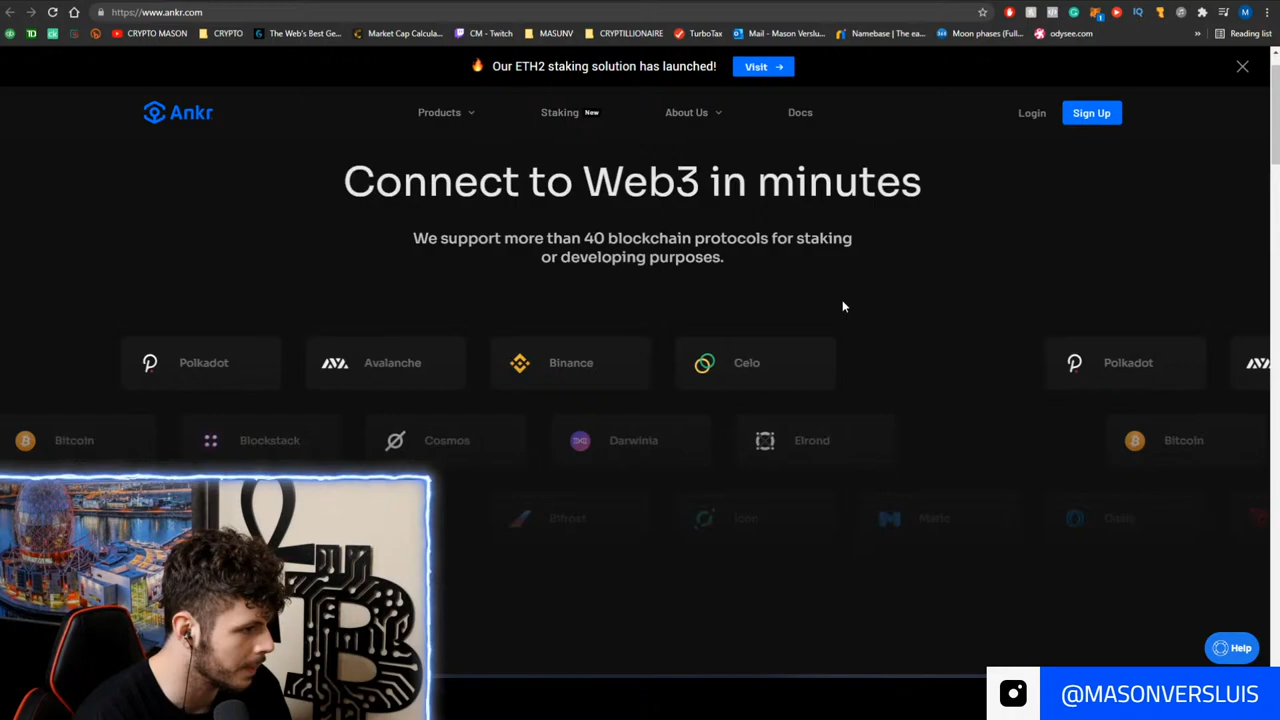 https://www.ankr.com
CRYPTO MASON
CRYPTO
The Web's Best Ge...
Market Cap Calcula...
CM - Twitch
MASUNV
CRYPTILLIONAIRE
TurboTax
Mail - Mason Verslu...
Namebase | The ea...
Moon phases (Full...
odysee.com
»
Reading list
Our ETH2 staking solution has launched!
Visit →
Ankr
Products
Staking New
About Us
Docs
Login
Sign Up
Connect to Web3 in minutes
We support more than 40 blockchain protocols for staking
or developing purposes.
Polkadot
Avalanche
Binance
Celo
Polkadot
Bitcoin
Blockstack
Cosmos
Darwinia
Elrond
Bitcoin
Icon
Matic
Help
@MASONVERSLUIS